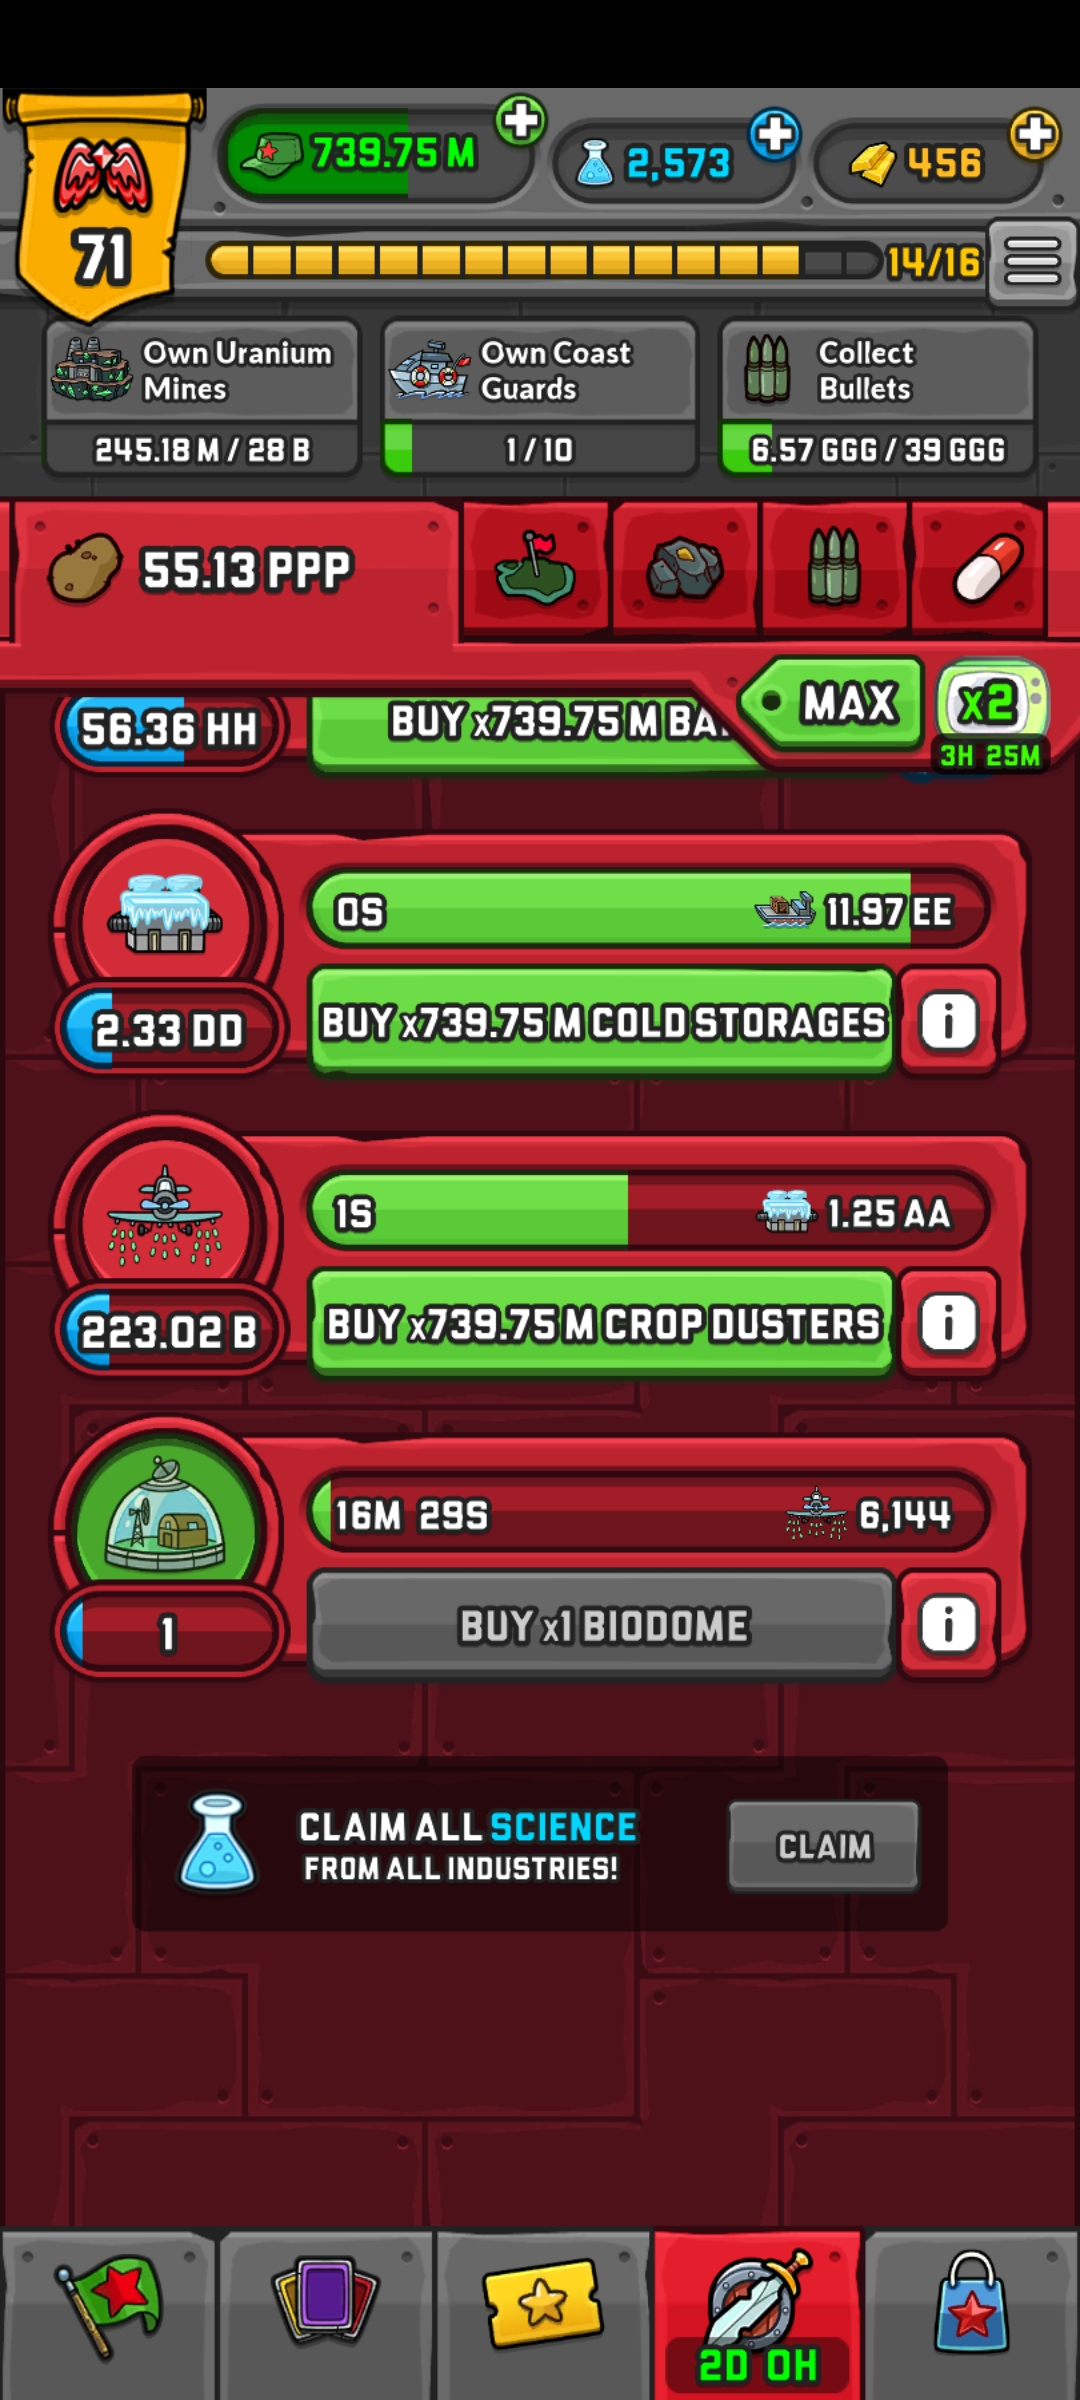 71
739.75 M
2,573
456
14/16
Own Uranium
Mines
245.18 M / 28 B
Own Coast
Guards
1 / 10
Collect
Bullets
6.57 GGG / 39 GGG
55.13 PPP
MAX
x2
3H 25M
56.36 HH
BUY x739.75 M BA
0S
11.97 EE
2.33 DD
BUY x739.75 M COLD STORAGES
i
1S
1.25 AA
223.02 B
BUY x739.75 M CROP DUSTERS
i
16M 29S
6,144
1
BUY x1 BIODOME
i
CLAIM ALL SCIENCE
FROM ALL INDUSTRIES!
CLAIM
2D 0H